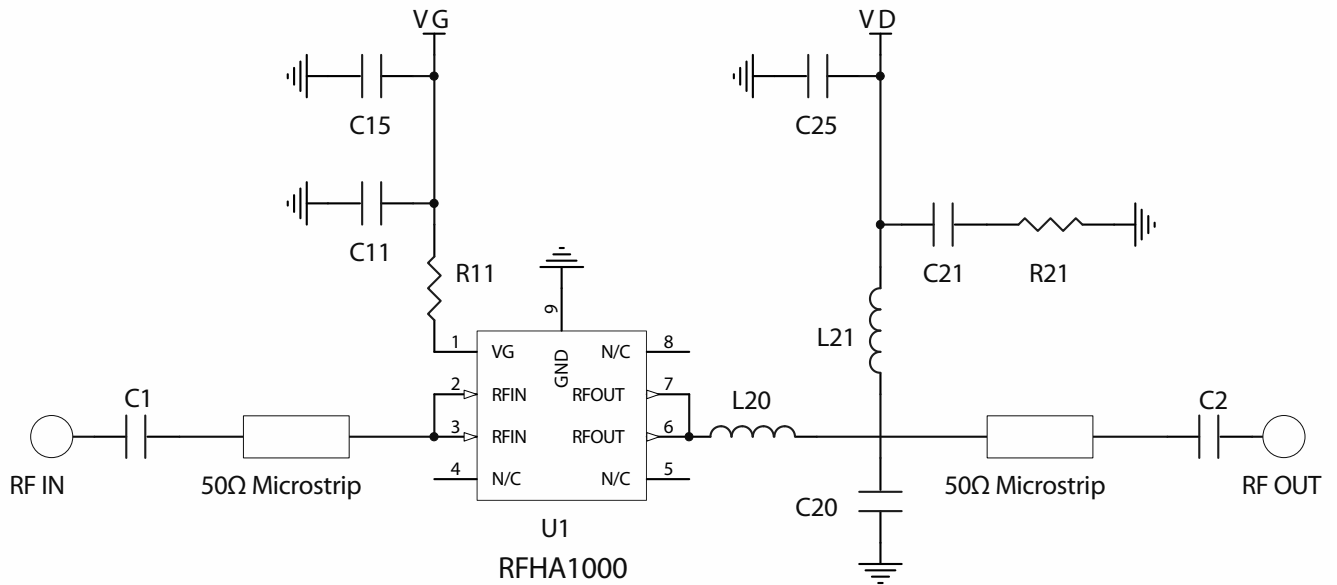 VG
VD
C15
C25
C11
R11
C21
R21
9
L21
1
VG
GND
N/C
8
2
RFIN
RFOUT
7
L20
C1
C2
3
RFIN
RFOUT
6
4
N/C
N/C
5
RF IN
50Ω Microstrip
C20
50Ω Microstrip
RF OUT
U1
RFHA1000